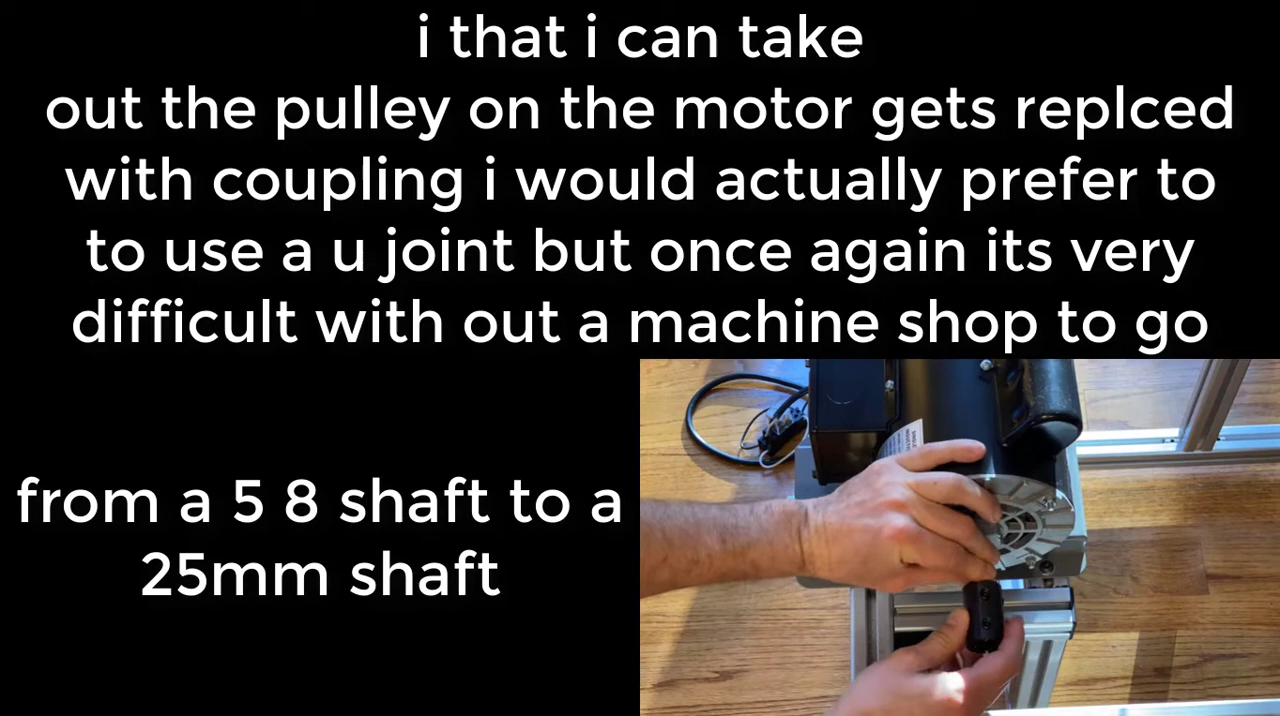 i that i can take
out the pulley on the motor gets replced
with coupling i would actually prefer to
to use a u joint but once again its very
difficult with out a machine shop to go
from a 5 8 shaft to a
25mm shaft